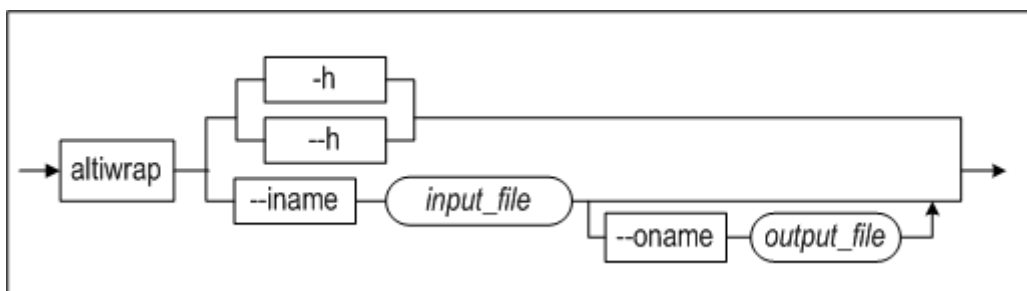 -h
--h
altiwrap
--iname
input_file
--oname
output_file